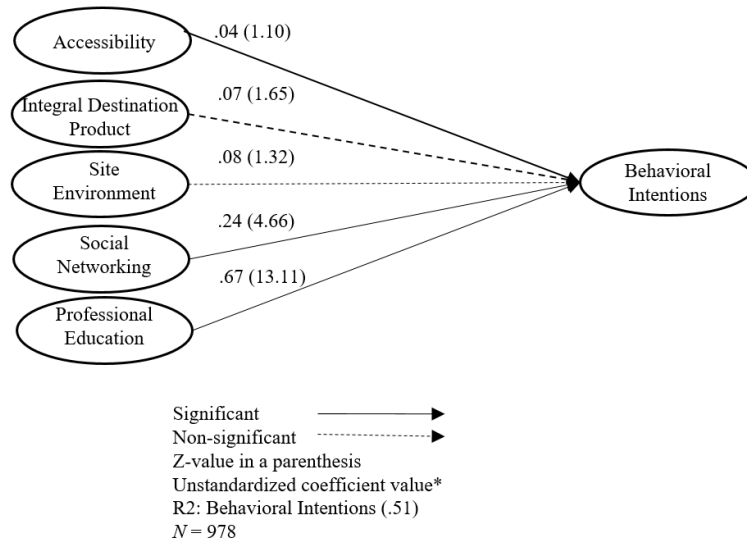 Accessibility
.04 (1.10)
Integral Destination
Product
.07 (1.65)
Site
Environment
.08 (1.32)
Behavioral
Intentions
Social
Networking
.24 (4.66)
Professional
Education
.67 (13.11)
Significant
Non-significant
Z-value in a parenthesis
Unstandardized coefficient value*
R2: Behavioral Intentions (.51)
N = 978